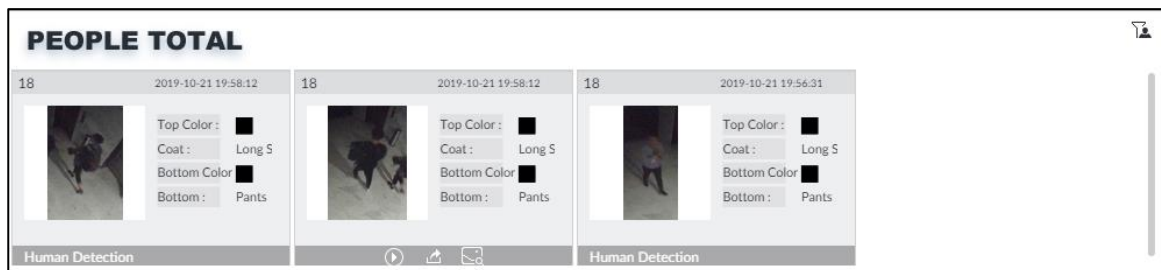 PEOPLE TOTAL
18 2019-10-21 19:58:12
Top Color :
Coat : Long S
Bottom Color
Bottom : Pants
Human Detection
18 2019-10-21 19:58:12
Top Color :
Coat : Long S
Bottom Color
Bottom : Pants
18 2019-10-21 19:56:31
Top Color :
Coat : Long S
Bottom Color
Bottom : Pants
Human Detection